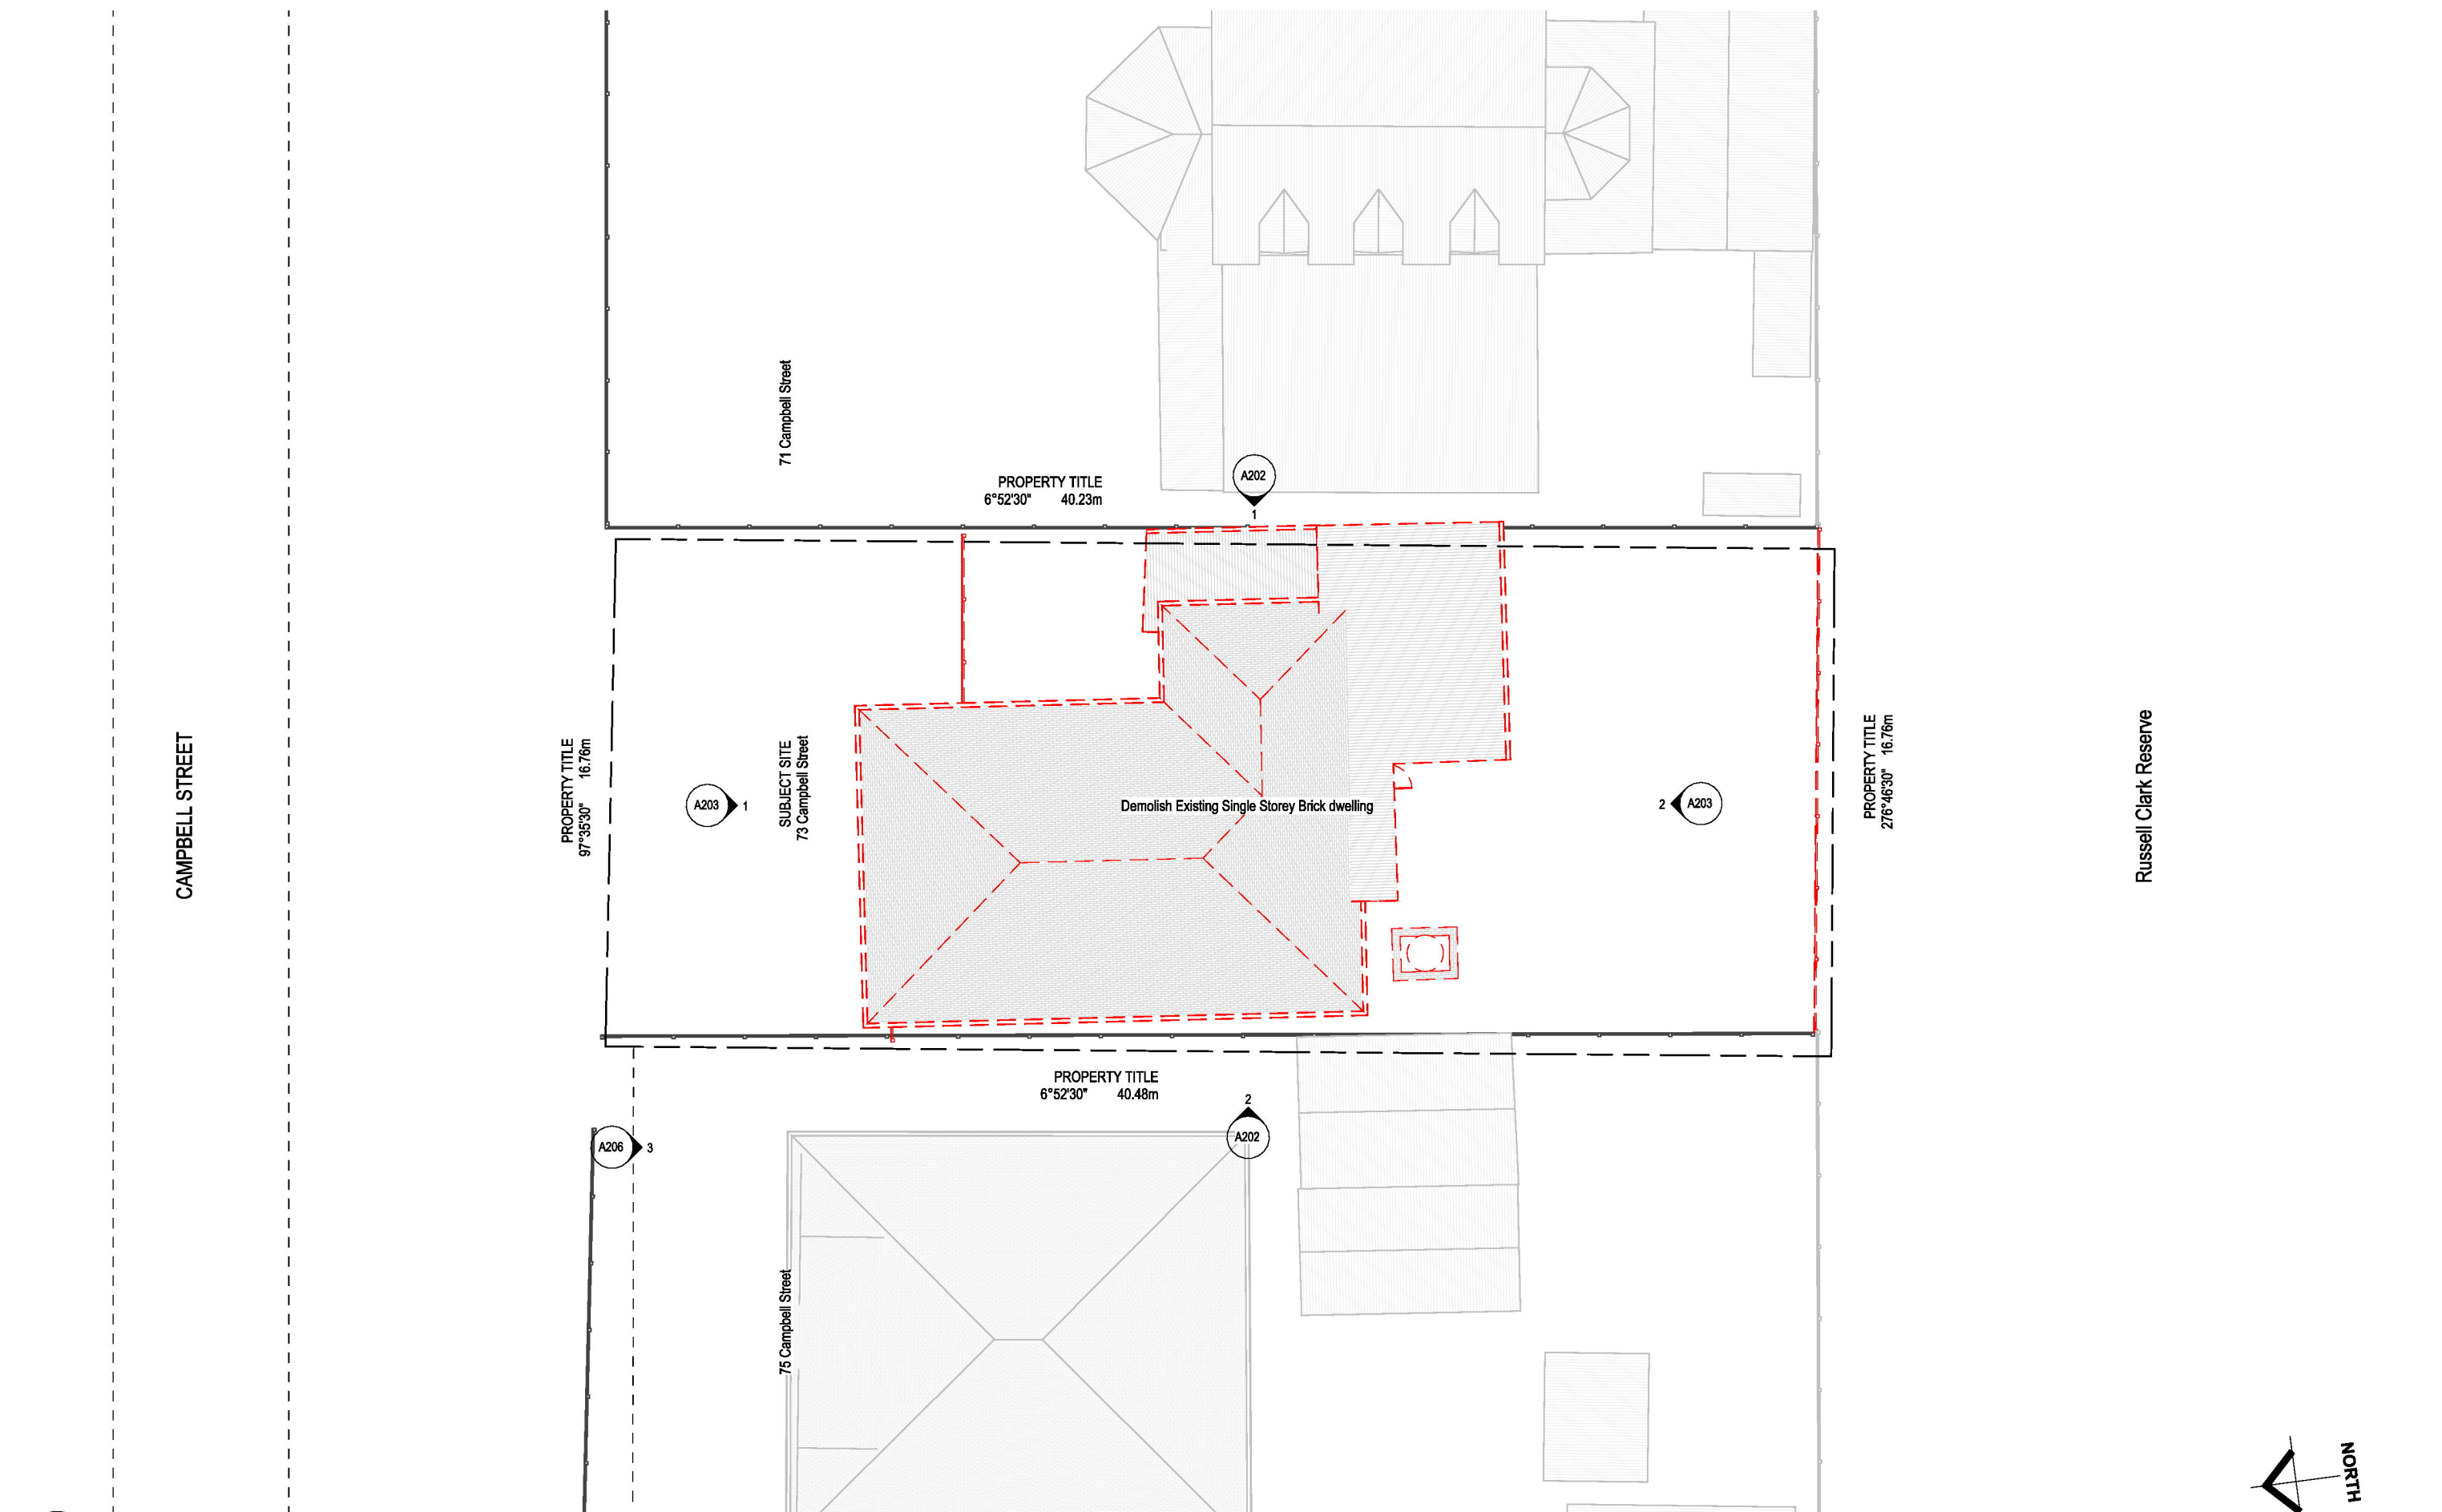 71 Campbell Street
PROPERTY TITLE
6°52'30" 40.23m
A202
1
CAMPBELL STREET
PROPERTY TITLE
97°35'30" 16.76m
A203
1
SUBJECT SITE
73 Campbell Street
Demolish Existing Single Storey Brick dwelling
2
A203
PROPERTY TITLE
276°46'30" 16.76m
Russell Clark Reserve
PROPERTY TITLE
6°52'30" 40.48m
A206
3
2
A202
75 Campbell Street
NORTH